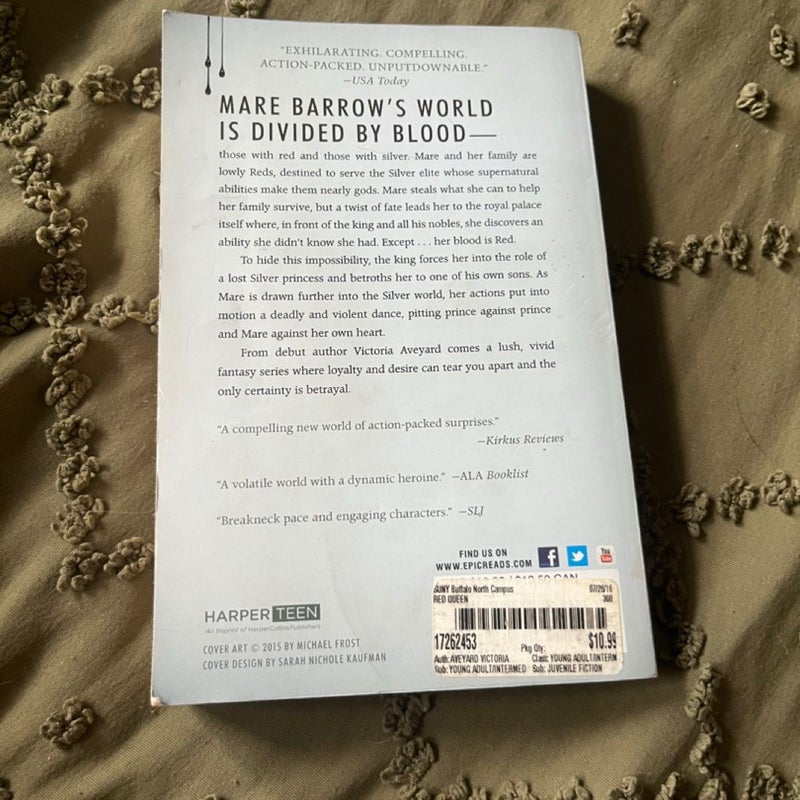 "EXHILARATING. COMPELLING.
ACTION-PACKED. UNPUTDOWNABLE."
—USA Today
MARE BARROW'S WORLD
IS DIVIDED BY BLOOD—
those with red and those with silver. Mare and her family are
lowly Reds, destined to serve the Silver elite whose supernatural
abilities make them nearly gods. Mare steals what she can to help
her family survive, but a twist of fate leads her to the royal palace
itself where, in front of the king and all his nobles, she discovers an
ability she didn't know she had. Except . . . her blood is Red.
To hide this impossibility, the king forces her into the role of
a lost Silver princess and betroths her to one of his own sons. As
Mare is drawn further into the Silver world, her actions put into
motion a deadly and violent dance, pitting prince against prince
and Mare against her own heart.
From debut author Victoria Aveyard comes a lush, vivid
fantasy series where loyalty and desire can tear you apart and the
only certainty is betrayal.
"A compelling new world of action-packed surprises."
—Kirkus Reviews
"A volatile world with a dynamic heroine." —ALA Booklist
"Breakneck pace and engaging characters." —SLJ
FIND US ON
WWW.EPICREADS.COM
f
You
Tube
CAN
SUNY Buffalo North Campus 07/26/16
RED QUEEN 300
17262453 Pkg Qty: $10.99
Auth:AVEYARD VICTORIA Class: YOUNG ADULT/INTERN
Sub: YOUNG ADULT/INTERMED Sub: JUVENILE FICTION
HARPER TEEN
An Imprint of HarperCollinsPublishers
COVER ART © 2015 BY MICHAEL FROST
COVER DESIGN BY SARAH NICHOLE KAUFMAN